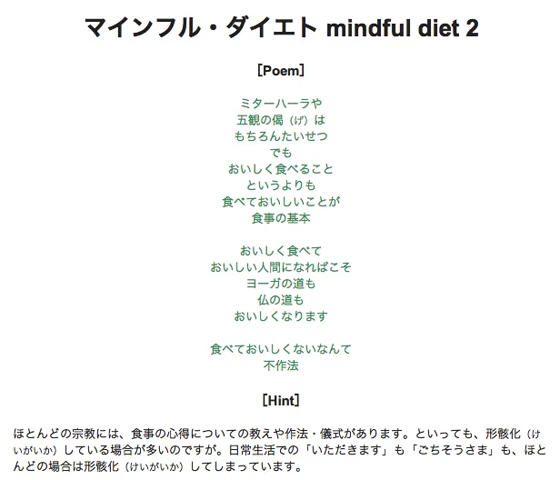 マインフル・ダイエト mindful diet 2
［Poem］
ミターハーラや
五観の偈（げ）は
もちろんたいせつ
でも
おいしく食べること
というよりも
食べておいしいことが
食事の基本
おいしく食べて
おいしい人間になればこそ
ヨーガの道も
仏の道も
おいしくなります
食べておいしくないなんて
不作法
［Hint］
ほとんどの宗教には、食事の心得についての教えや作法・儀式があります。といっても、形骸化（け
いがいか）している場合が多いのですが。日常生活での「いただきます」も「ごちそうさま」も、ほと
んどの場合は形骸化（けいがいか）してしまっています。